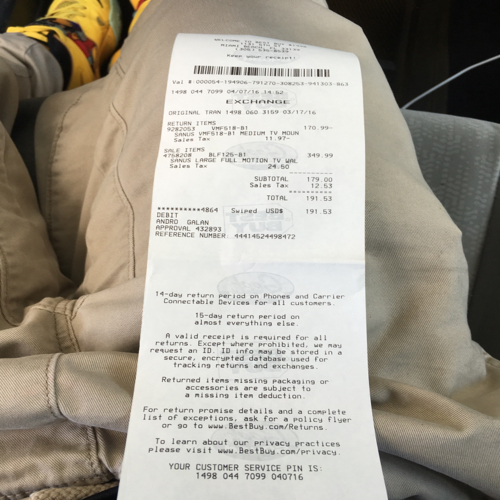 WELCOME TO BEST BUY
Keep your receipt!
Val #:000054-194906-791270-308253-941303-863
1498 044 7099 04/07/16 14:52
EXCHANGE
ORIGINAL TRAN 1498 060 3159 03/17/16
RETURN ITEMS
9282053 VMF518-B1 170.99-
SANUS VMF518-B1 MEDIUM TV MOUN
Sales Tax 11.97-
SALE ITEMS
4758208 BLF125-B1 349.99
SANUS LARGE FULL MOTION TV WAL
Sales Tax 24.50
SUBTOTAL 179.00
Sales Tax 12.53
TOTAL 191.53
**********4864 Swiped USD$ 191.53
DEBIT
ANDRO GALAN
APPROVAL 432893
REFERENCE NUMBER: 44414524498472
14-day return period on Phones and Carrier
Connectable Devices for all customers.
15-day return period on
almost everything else.
A valid receipt is required for all
returns. Except where prohibited, we may
request an ID. ID info may be stored in a
secure, encrypted database used for
tracking returns and exchanges.
Returned items missing packaging or
accessories are subject to
a missing item deduction.
For return promise details and a complete
list of exceptions, ask for a policy flyer
or go to www.BestBuy.com/Returns.
To learn about our privacy practices
please visit www.BestBuy.com/privacy.
YOUR CUSTOMER SERVICE PIN IS:
1498 044 7099 040716